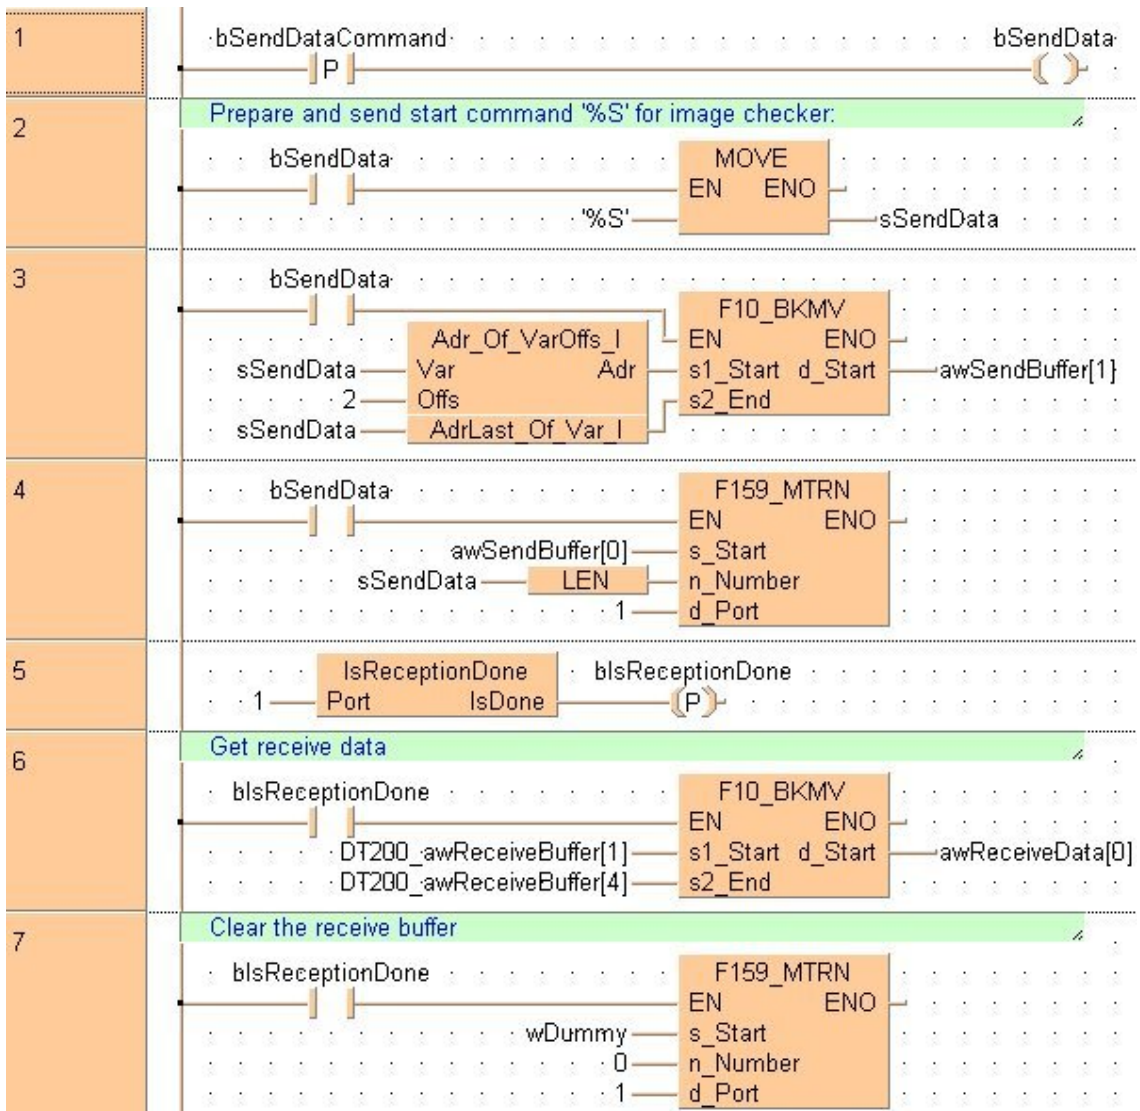 1
bSendDataCommand bSendData
P
2
Prepare and send start command '%S' for image checker:
bSendData MOVE
EN ENO
'%S' sSendData
3
bSendData
F10_BKMV
Adr_Of_VarOffs_I EN ENO
sSendData Var Adr s1_Start d_Start awSendBuffer[1]
2 Offs s2_End
sSendData AdrLast_Of_Var_I
4
bSendData F159_MTRN
EN ENO
awSendBuffer[0] s_Start
sSendData LEN n_Number
1 d_Port
5
IsReceptionDone bIsReceptionDone
1 Port IsDone P
6
Get receive data
bIsReceptionDone F10_BKMV
EN ENO
DT200_awReceiveBuffer[1] s1_Start d_Start awReceiveData[0]
DT200_awReceiveBuffer[4] s2_End
7
Clear the receive buffer
bIsReceptionDone F159_MTRN
EN ENO
wDummy s_Start
0 n_Number
1 d_Port